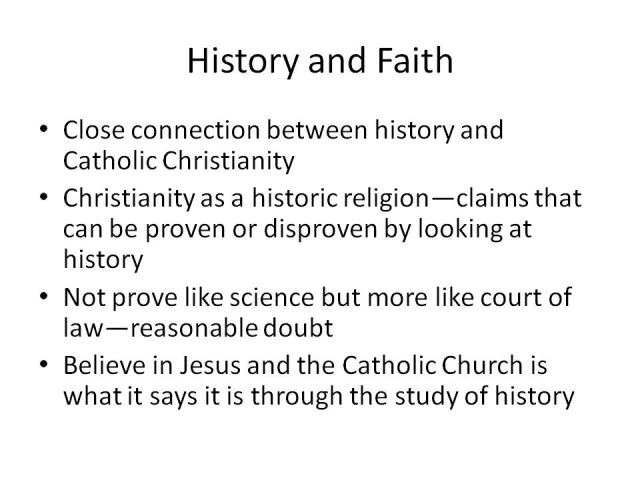 History and Faith
• Close connection between history and
Catholic Christianity
• Christianity as a historic religion—claims that
can be proven or disproven by looking at
history
• Not prove like science but more like court of
law—reasonable doubt
• Believe in Jesus and the Catholic Church is
what it says it is through the study of history